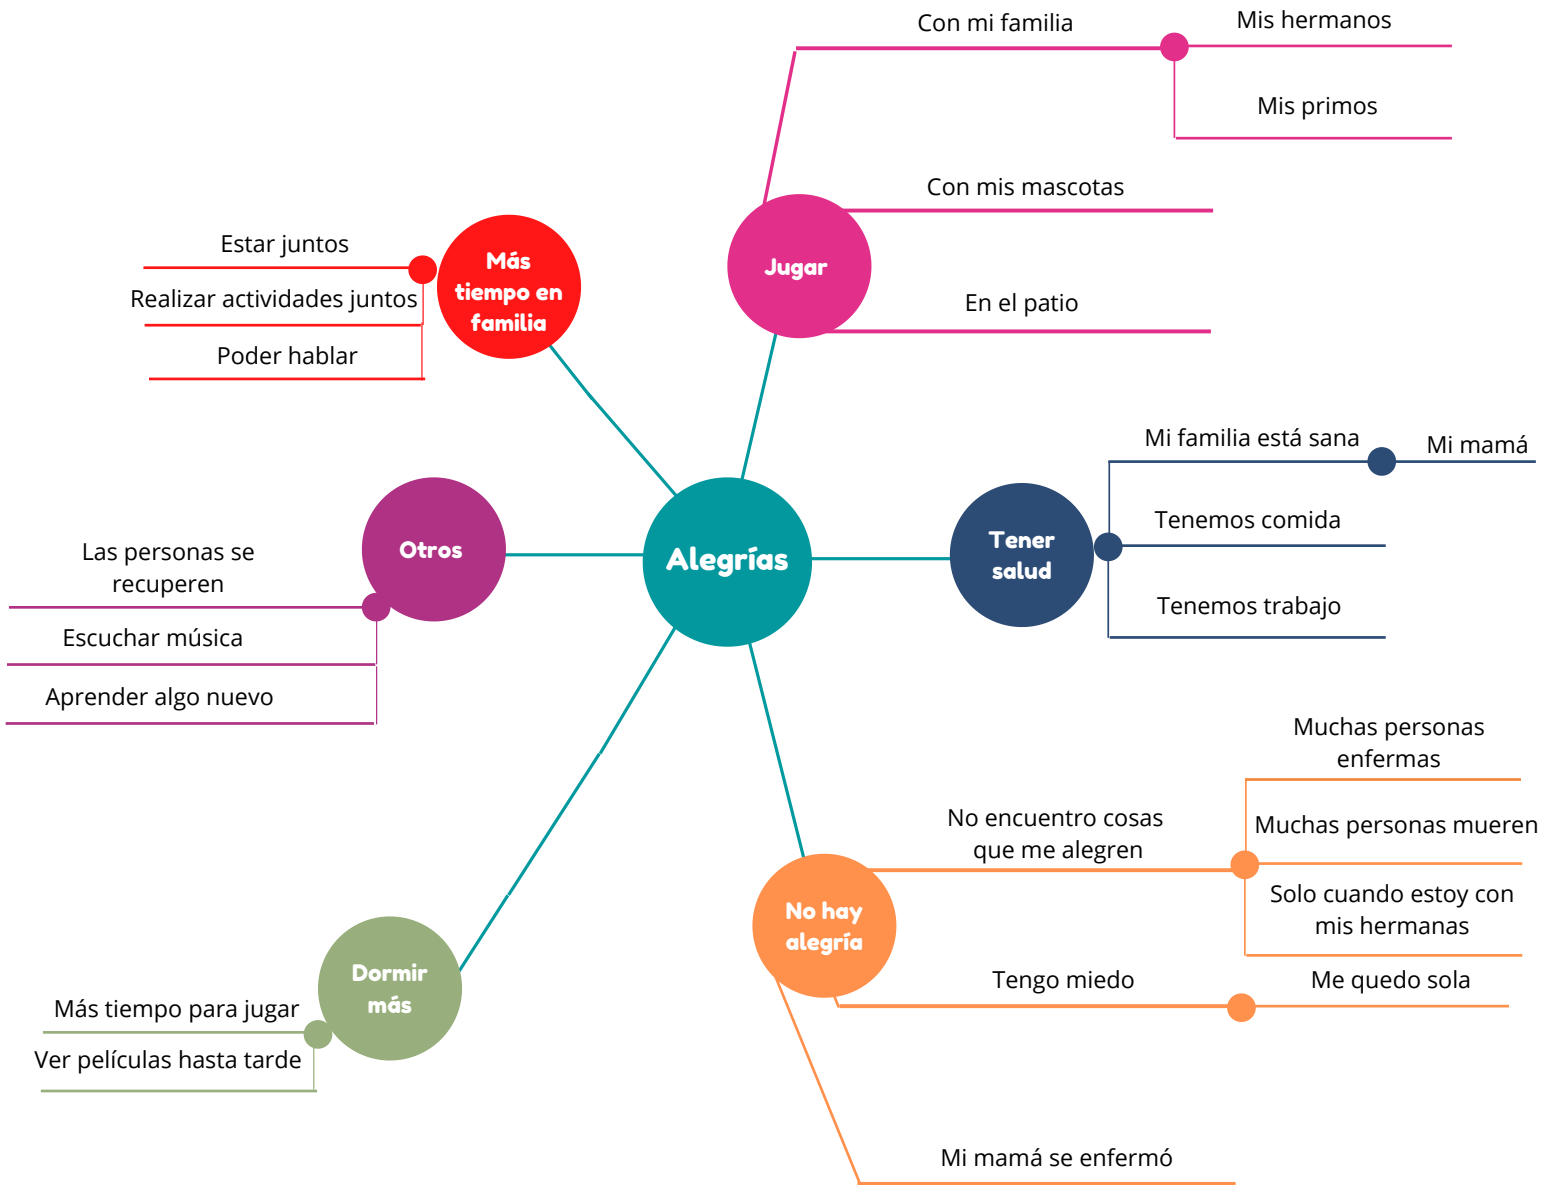 Con mi familia
Mis hermanos
Mis primos
Con mis mascotas
Jugar
En el patio
Más
tiempo en
familia
Estar juntos
Realizar actividades juntos
Poder hablar
Mi familia está sana
Mi mamá
Tenemos comida
Tener
salud
Tenemos trabajo
Alegrías
Otros
Las personas se
recuperen
Escuchar música
Aprender algo nuevo
Muchas personas
enfermas
No encuentro cosas
que me alegren
Muchas personas mueren
Solo cuando estoy con
mis hermanas
No hay
alegría
Tengo miedo
Me quedo sola
Mi mamá se enfermó
Dormir
más
Más tiempo para jugar
Ver películas hasta tarde